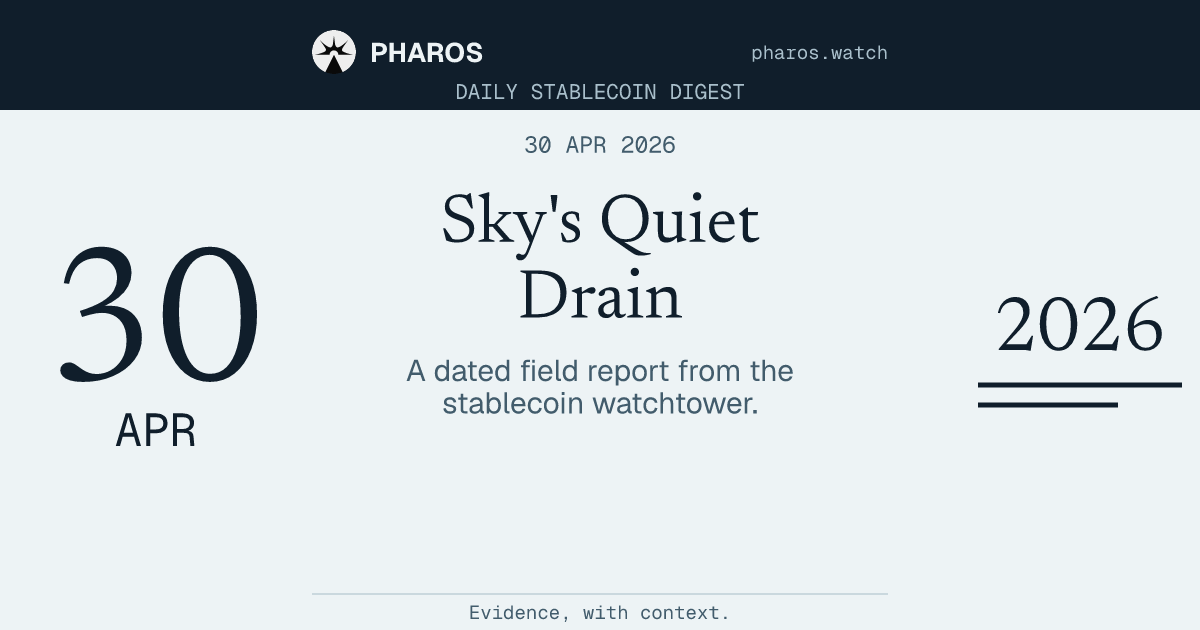 PHAROS
pharos.watch
DAILY STABLECOIN DIGEST
30 APR 2026
Sky's Quiet
Drain
A dated field report from the
stablecoin watchtower.
30
APR
2026
Evidence, with context.